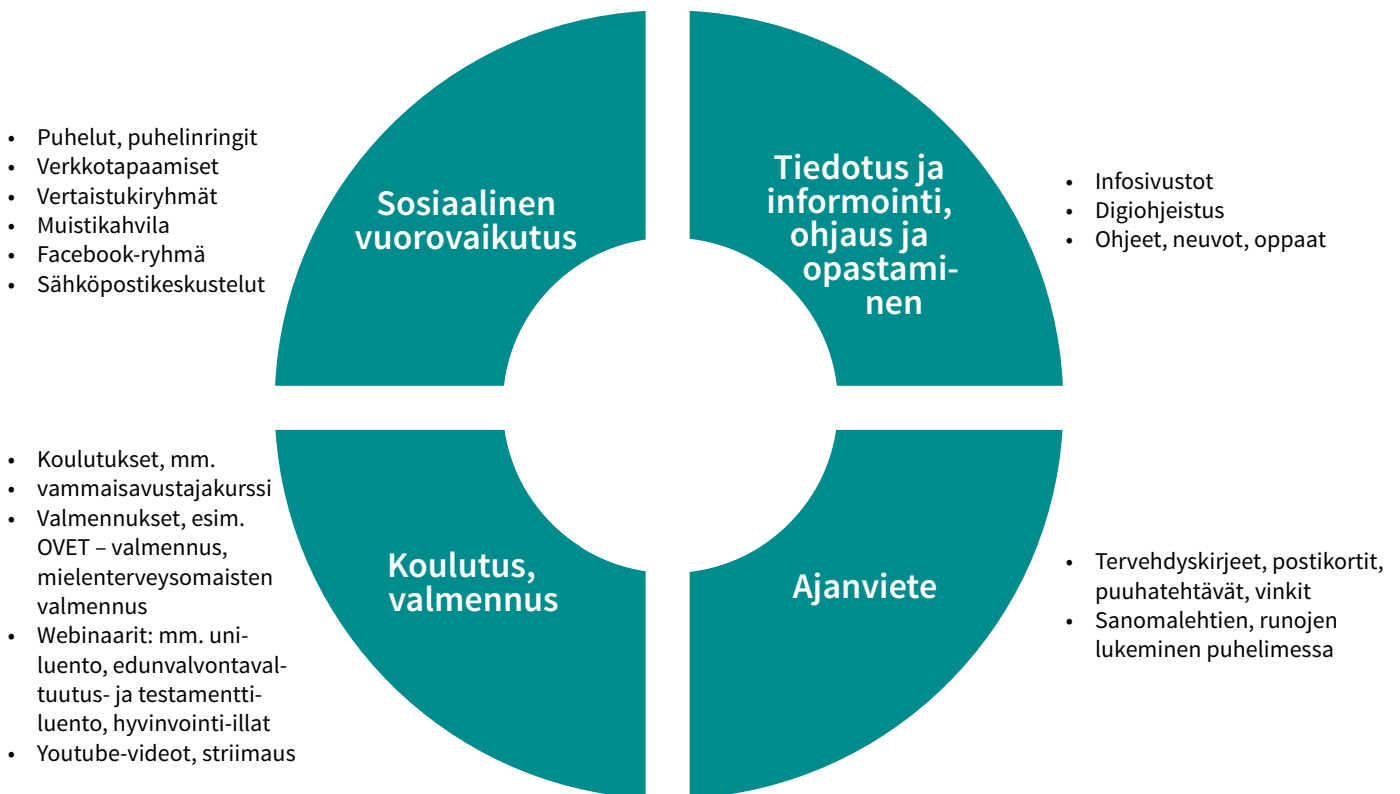 • Puhelut, puhelinringit
• Verkkotapaamiset
• Vertaistukiryhmät
• Muistikahvila
• Facebook-ryhmä
• Sähköpostikeskustelut
Sosiaalinen
vuorovaikutus
Tiedotus ja
informointi,
ohjaus ja
opastami-
nen
• Infosivustot
• Digiohjeistus
• Ohjeet, neuvot, oppaat
• Koulutukset, mm.
• vammaisavustajakurssi
• Valmennukset, esim.
OVET – valmennus,
mielenterveysomaisten
valmennus
• Webinaarit: mm. uni-
luento, edunvalvontaval-
tuutus- ja testamentti-
luento, hyvinvointi-illat
• Youtube-videot, striimaus
Koulutus,
valmennus
Ajanviete
• Tervehdyskirjeet, postikortit,
puuhatehtävät, vinkit
• Sanomalehtien, runojen
lukeminen puhelimessa